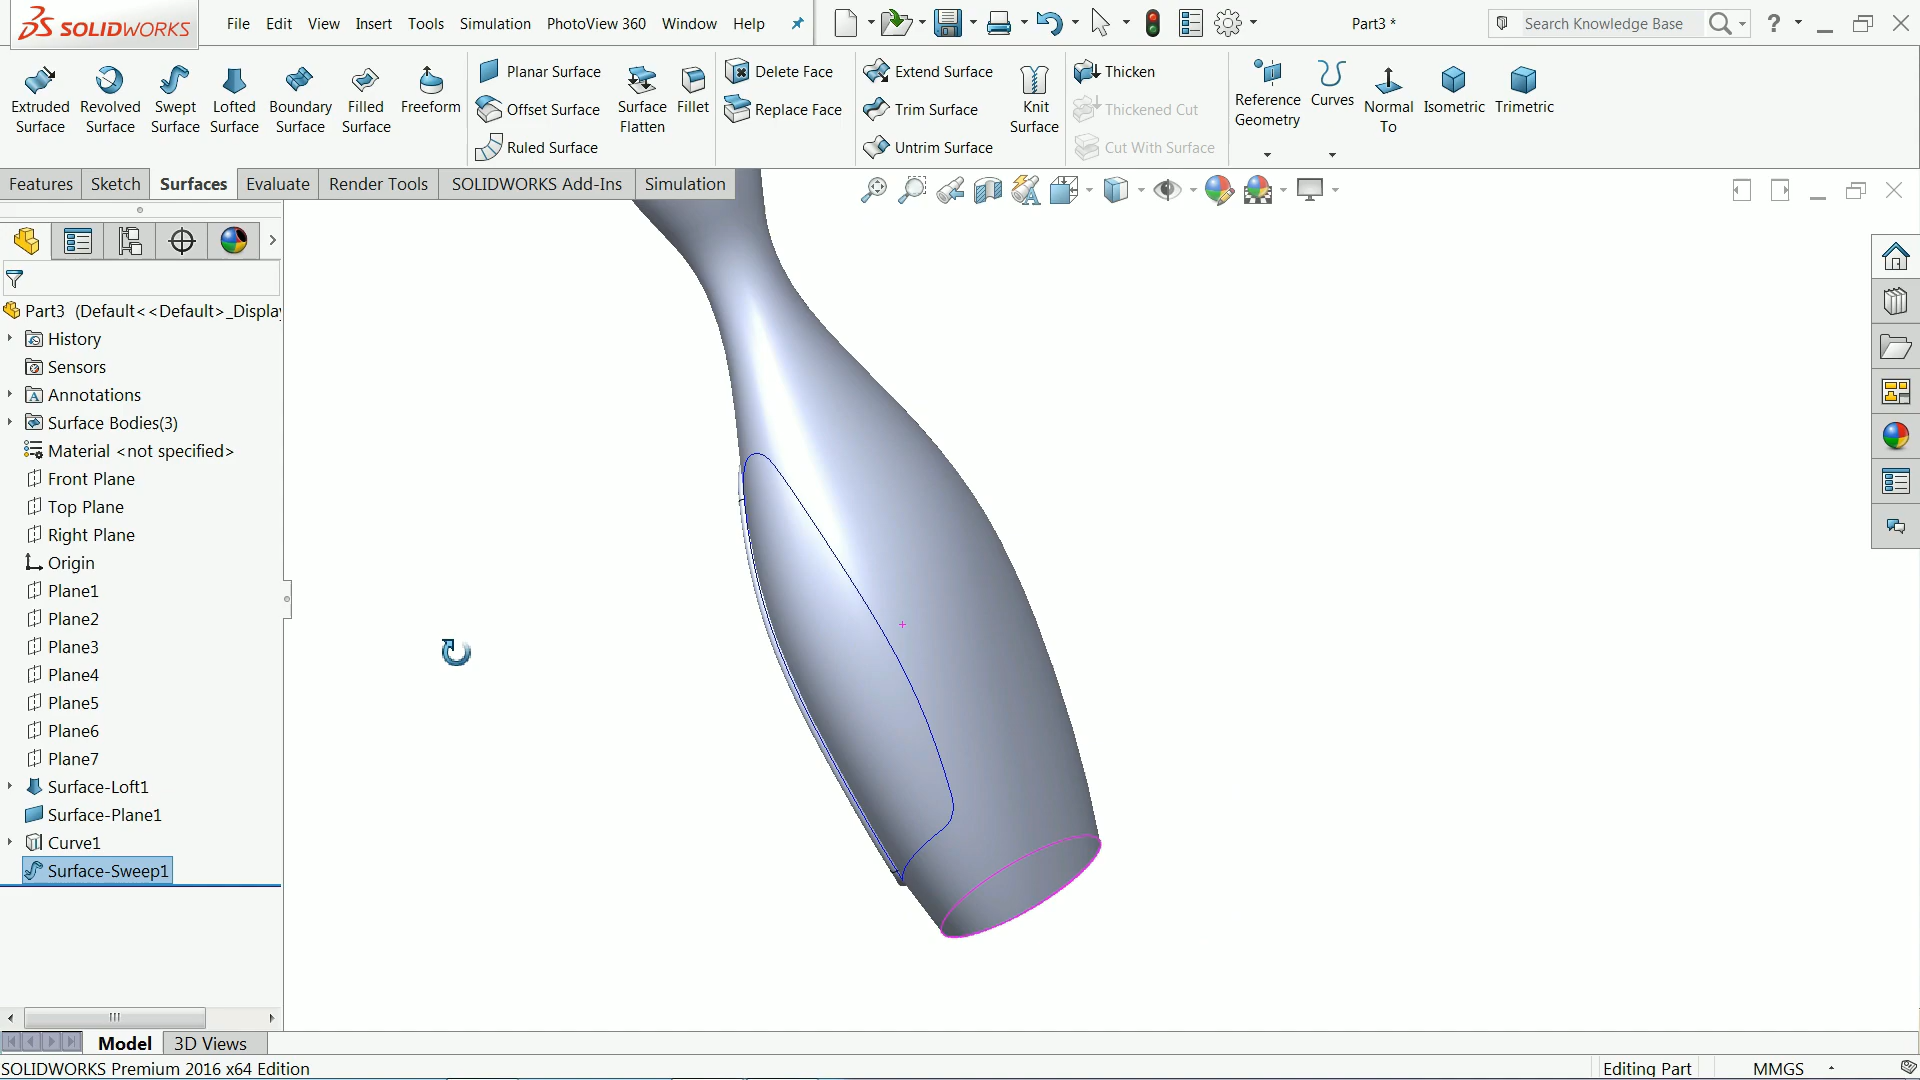 SOLIDWORKS
File Edit View Insert Tools Simulation PhotoView 360 Window Help
Part3 *
Search Knowledge Base
?
Extruded Surface
Revolved Surface
Swept Surface
Lofted Surface
Boundary Surface
Filled Surface
Freeform
Planar Surface
Offset Surface
Ruled Surface
Surface Flatten
Fillet
Delete Face
Replace Face
Extend Surface
Trim Surface
Untrim Surface
Knit Surface
Thicken
Thickened Cut
Cut With Surface
Reference Geometry
Curves
Normal To
Isometric
Trimetric
Features Sketch Surfaces Evaluate Render Tools SOLIDWORKS Add-Ins Simulation
Part3 (Default<<Default>_Displa
History
Sensors
Annotations
Surface Bodies(3)
Material <not specified>
Front Plane
Top Plane
Right Plane
Origin
Plane1
Plane2
Plane3
Plane4
Plane5
Plane6
Plane7
Surface-Loft1
Surface-Plane1
Curve1
Surface-Sweep1
Model 3D Views
SOLIDWORKS Premium 2016 x64 Edition
Editing Part
MMGS